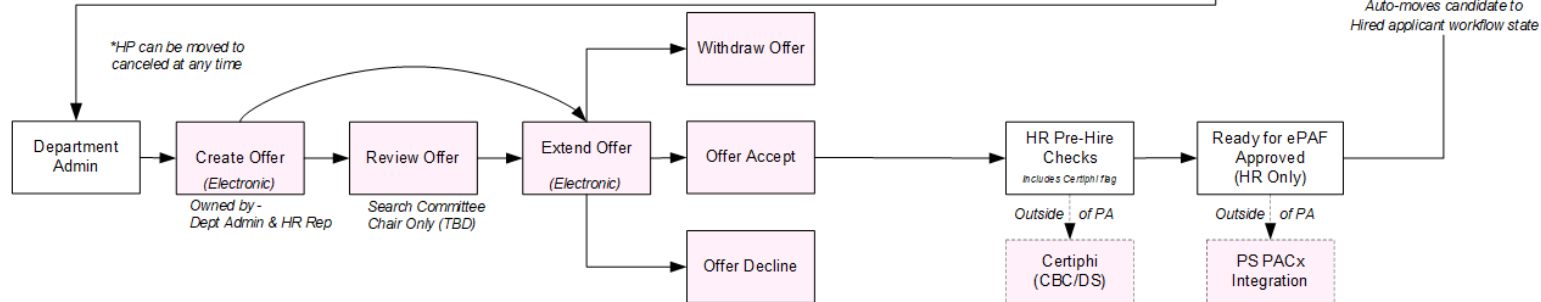 Auto-moves candidate to
Hired applicant workflow state
*HP can be moved to
canceled at any time
Withdraw Offer
Department
Admin
Create Offer
(Electronic)
Owned by -
Dept Admin & HR Rep
Review Offer
Search Committee
Chair Only (TBD)
Extend Offer
(Electronic)
Offer Accept
Offer Decline
HR Pre-Hire
Checks
Includes Certiphi flag
Outside of PA
Certiphi
(CBC/DS)
Ready for ePAF
Approved
(HR Only)
Outside of PA
PS PACx
Integration